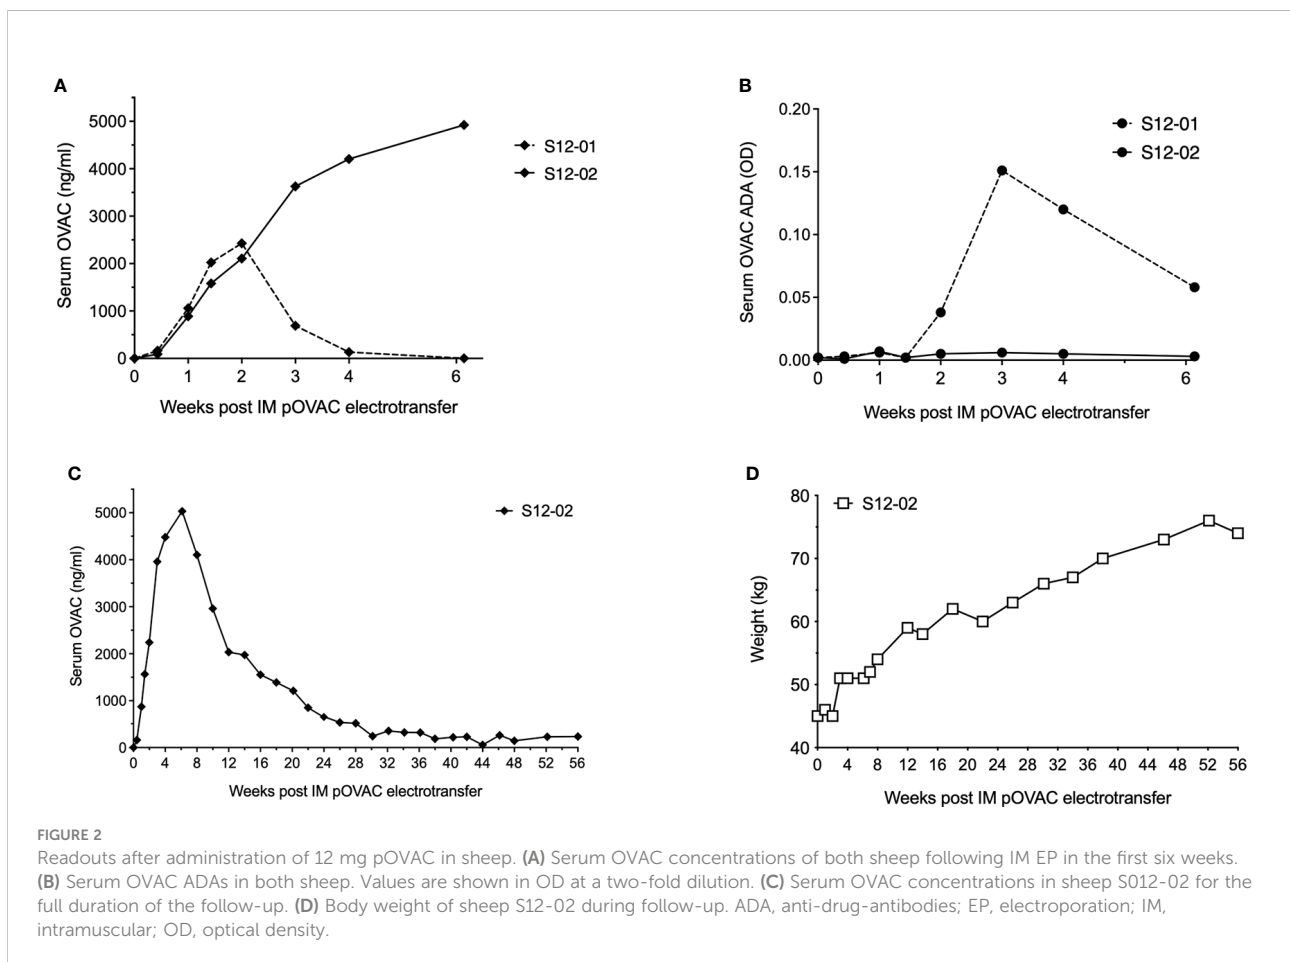 A
Serum OVAC (ng/ml)
5000
4000
3000
2000
1000
0
0 1 2 3 4 6
Weeks post IM pOVAC electrotransfer
S12-01
S12-02
B
Serum OVAC ADA (OD)
0.20
0.15
0.10
0.05
0.00
0 1 2 3 4 6
Weeks post IM pOVAC electrotransfer
S12-01
S12-02
C
Serum OVAC (ng/ml)
5000
4000
3000
2000
1000
0
0 4 8 12 16 20 24 28 32 36 40 44 48 52 56
Weeks post IM pOVAC electrotransfer
S12-02
D
Weight (kg)
80
70
60
50
40
0 4 8 12 16 20 24 28 32 36 40 44 48 52 56
Weeks post IM pOVAC electrotransfer
S12-02
FIGURE 2
Readouts after administration of 12 mg pOVAC in sheep. (A) Serum OVAC concentrations of both sheep following IM EP in the first six weeks.
(B) Serum OVAC ADAs in both sheep. Values are shown in OD at a two-fold dilution. (C) Serum OVAC concentrations in sheep S012-02 for the
full duration of the follow-up. (D) Body weight of sheep S12-02 during follow-up. ADA, anti-drug-antibodies; EP, electroporation; IM,
intramuscular; OD, optical density.